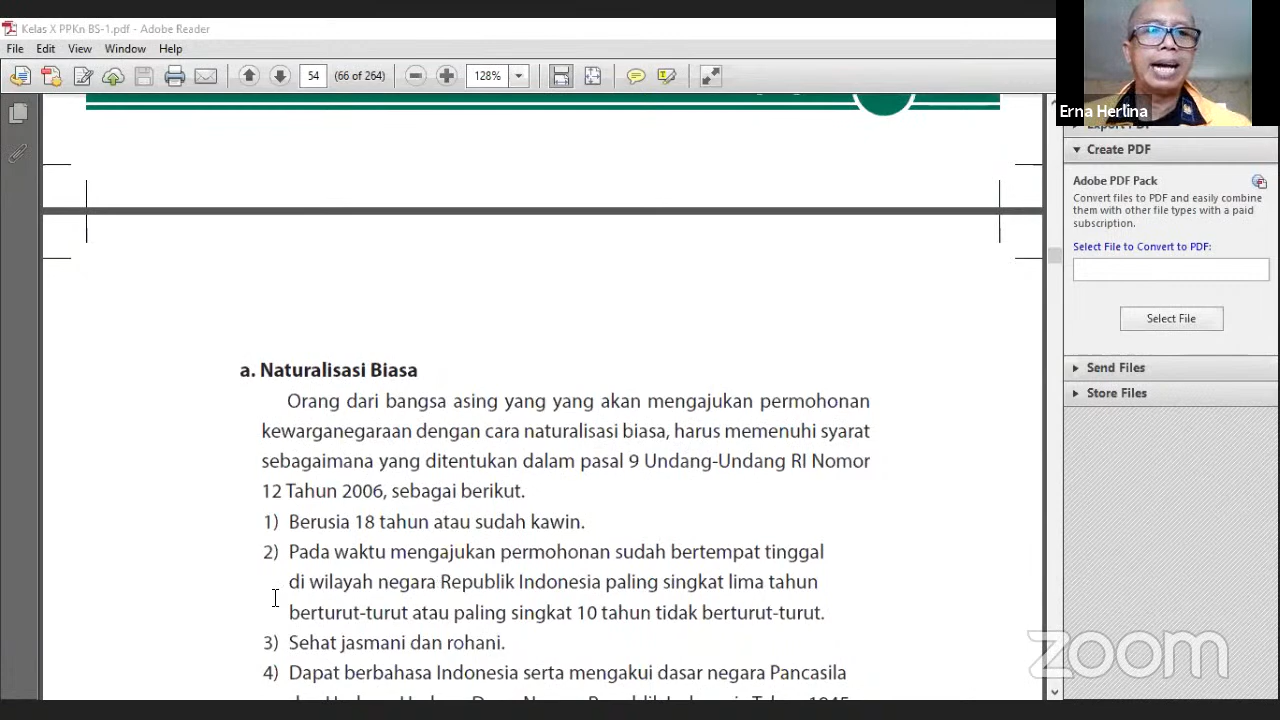 Kelas X PPKn BS-1.pdf - Adobe Reader
File Edit View Window Help
54 (66 of 264) 128%
Erna Herlina
Create PDF
Adobe PDF Pack
Convert files to PDF and easily combine
them with other file types with a paid
subscription.
Select File to Convert to PDF:
Select File
Send Files
Store Files
a. Naturalisasi Biasa
Orang dari bangsa asing yang yang akan mengajukan permohonan
kewarganegaraan dengan cara naturalisasi biasa, harus memenuhi syarat
sebagaimana yang ditentukan dalam pasal 9 Undang-Undang RI Nomor
12 Tahun 2006, sebagai berikut.
1) Berusia 18 tahun atau sudah kawin.
2) Pada waktu mengajukan permohonan sudah bertempat tinggal
di wilayah negara Republik Indonesia paling singkat lima tahun
berturut-turut atau paling singkat 10 tahun tidak berturut-turut.
3) Sehat jasmani dan rohani.
4) Dapat berbahasa Indonesia serta mengakui dasar negara Pancasila
zoom